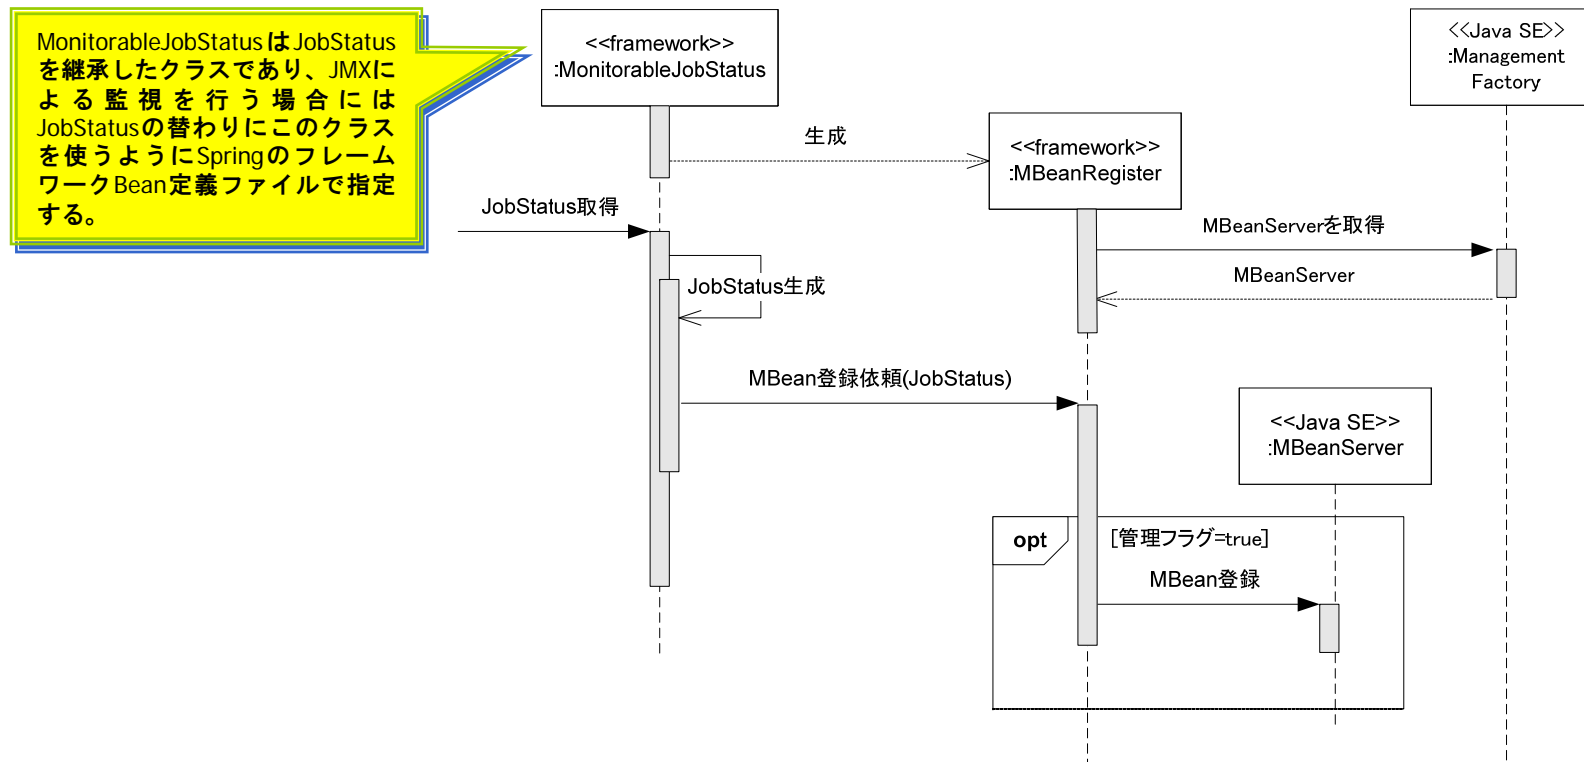 MonitorableJobStatusはJobStatus
を継承したクラスであり、JMXに
よる監視を行う場合には
JobStatusの替わりにこのクラス
を使うようにSpringのフレーム
ワークBean定義ファイルで指定
する。
<<framework>>
:MonitorableJobStatus
<<Java SE>>
:Management
Factory
生成
<<framework>>
:MBeanRegister
JobStatus取得
MBeanServerを取得
MBeanServer
JobStatus生成
MBean登録依頼(JobStatus)
<<Java SE>>
:MBeanServer
opt
[管理フラグ=true]
MBean登録